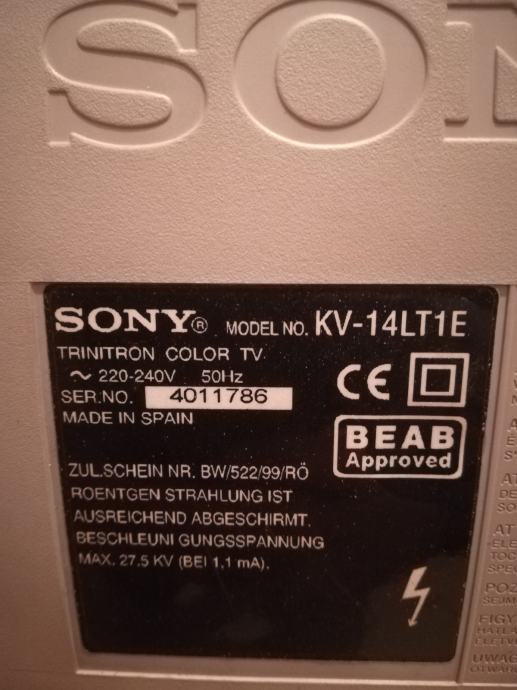 SONY® MODEL NO. KV-14LT1E
TRINITRON COLOR TV
~ 220-240V 50Hz
SER.NO. 4011786
MADE IN SPAIN
CE
BEAB
Approved
ZUL.SCHEIN NR. BW/522/99/RÖ
ROENTGEN STRAHLUNG IST
AUSREICHEND ABGESCHIRMT.
BESCHLEUNI GUNGSSPANNUNG
MAX. 27.5 KV (BEI 1,1 mA).